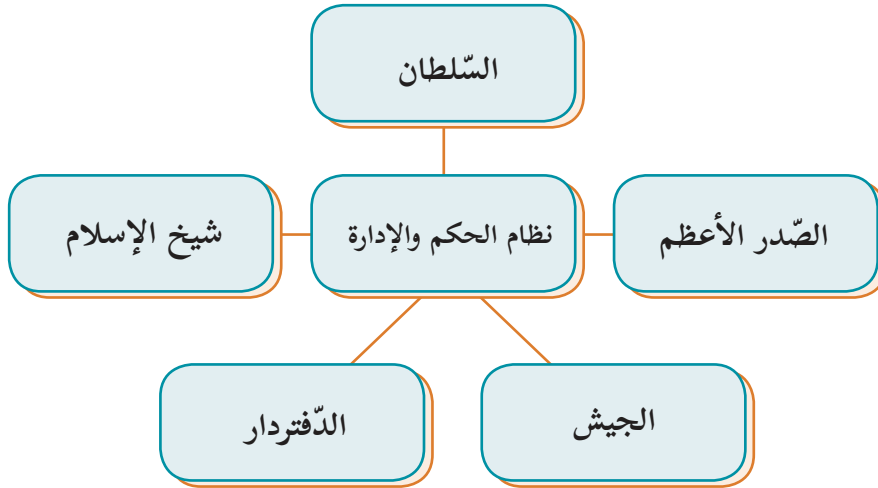 السّلطان
الصّدر الأعظم
نظام الحكم والإدارة
شيخ الإسلام
الجيش
الدّفتردار